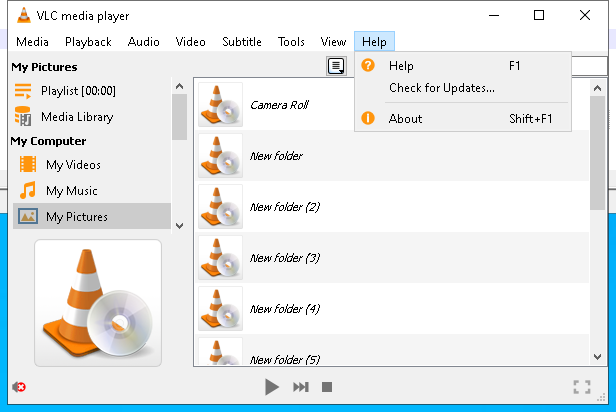 VLC media player
Media Playback Audio Video Subtitle Tools View Help
My Pictures
Playlist [00:00]
Media Library
My Computer
My Videos
My Music
My Pictures
Help F1
Check for Updates...
About Shift+F1
Camera Roll
New folder
New folder (2)
New folder (3)
New folder (4)
New folder (5)